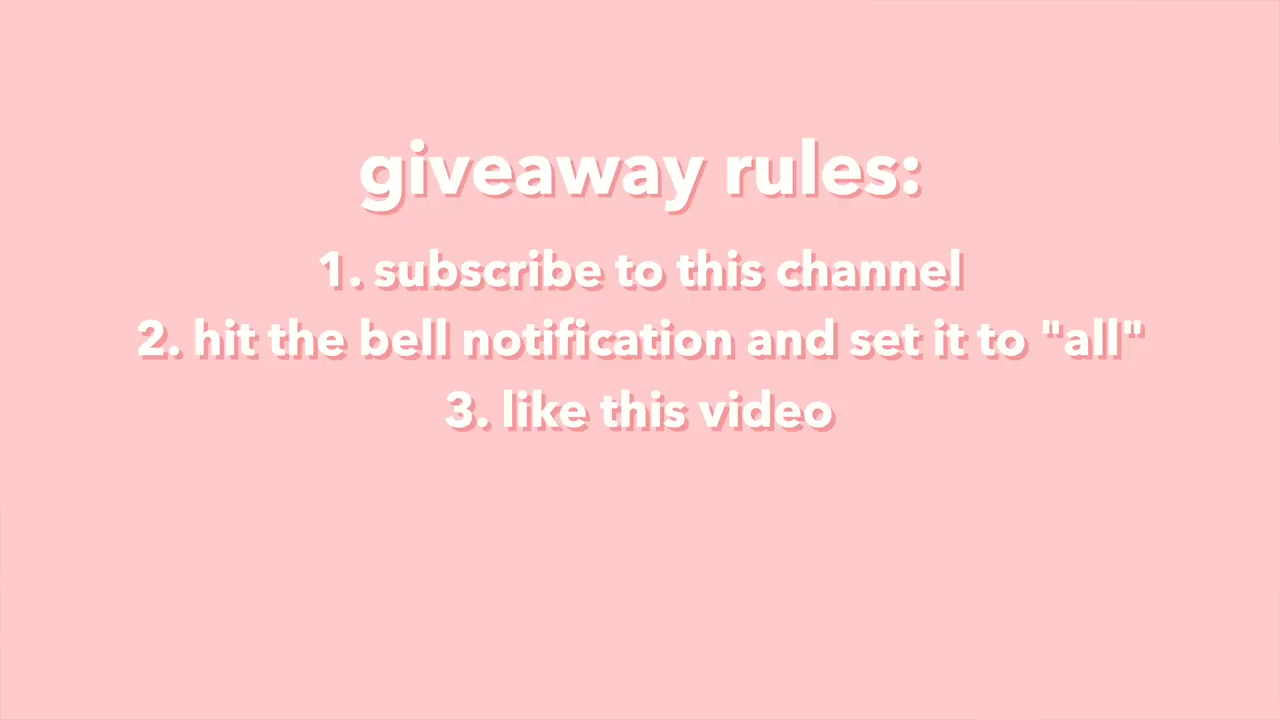 giveaway rules:
1. subscribe to this channel
2. hit the bell notification and set it to "all"
3. like this video